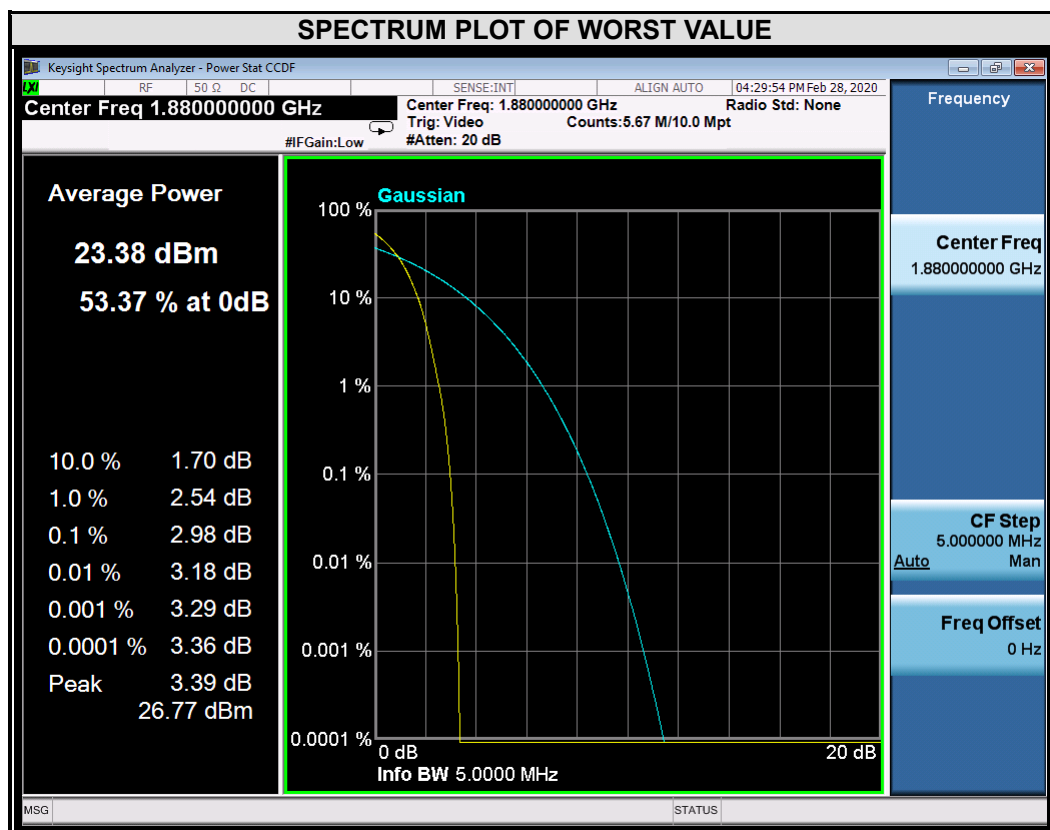 SPECTRUM PLOT OF WORST VALUE
Keysight Spectrum Analyzer - Power Stat CCDF
LXI RF 50 Ω DC SENSE:INT ALIGN AUTO 04:29:54 PM Feb 28, 2020
Center Freq 1.880000000 GHz
#IFGain:Low
Center Freq: 1.880000000 GHz Radio Std: None
Trig: Video Counts:5.67 M/10.0 Mpt
#Atten: 20 dB
Average Power
23.38 dBm
53.37 % at 0dB
10.0 % 1.70 dB
1.0 % 2.54 dB
0.1 % 2.98 dB
0.01 % 3.18 dB
0.001 % 3.29 dB
0.0001 % 3.36 dB
Peak 3.39 dB
26.77 dBm
Gaussian
100 %
10 %
1 %
0.1 %
0.01 %
0.001 %
0.0001 %
0 dB 20 dB
Info BW 5.0000 MHz
Frequency
Center Freq
1.880000000 GHz
CF Step
5.000000 MHz
Auto Man
Freq Offset
0 Hz
MSG STATUS